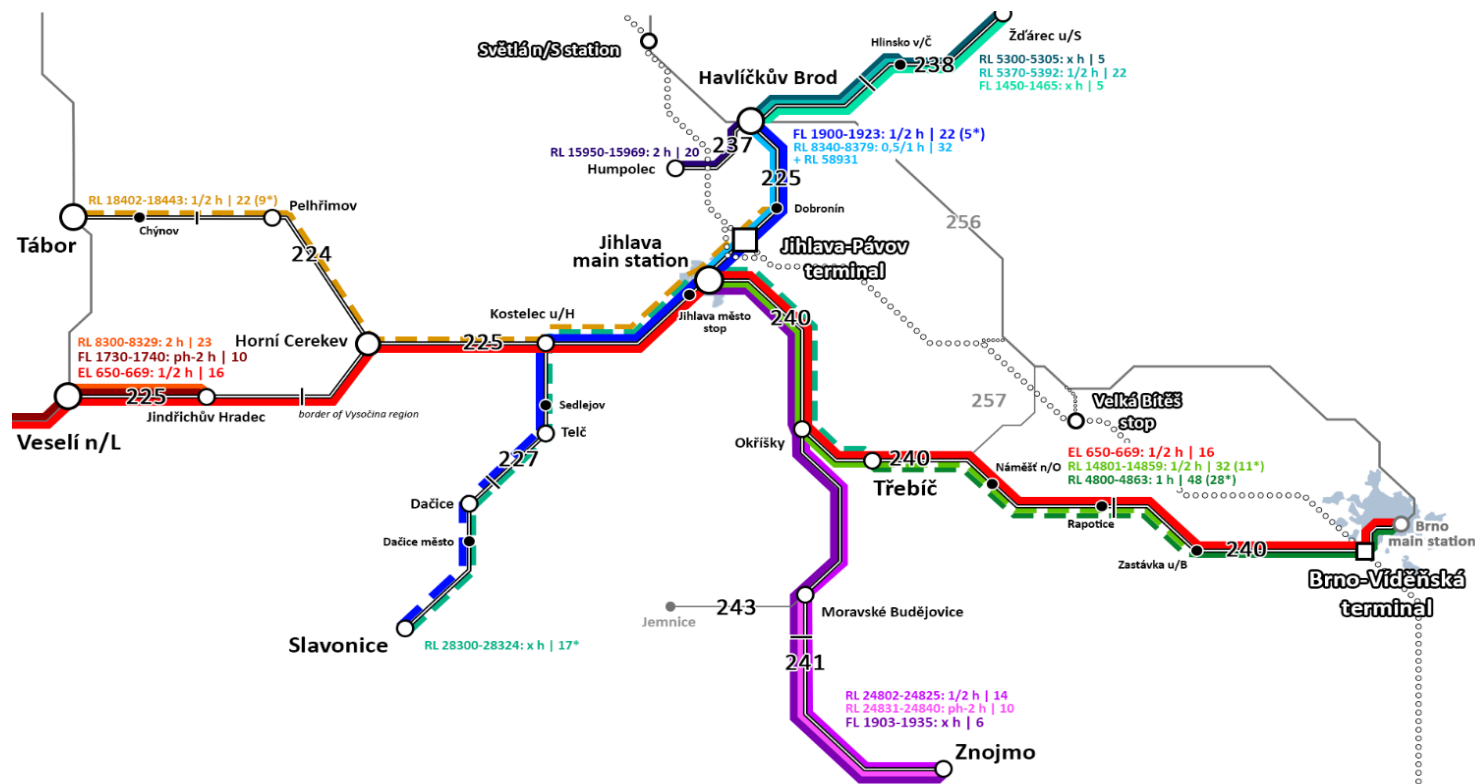 Světlá n/S station
Hlinsko v/Č
Žďárec u/S
238
RL 5300-5305: x h | 5
RL 5370-5392: 1/2 h | 22
FL 1450-1465: x h | 5
Havlíčkův Brod
237
FL 1900-1923: 1/2 h | 22 (5*)
RL 8340-8379: 0,5/1 h | 32
+ RL 58931
RL 15950-15969: 2 h | 20
Humpolec
225
Dobronín
RL 18402-18443: 1/2 h | 22 (9*)
Pelhřimov
Chýnov
Tábor
224
256
Jihlava
main station
Jihlava-Pávov
terminal
Jihlava město
stop
Kostelec u/H
240
Horní Cerekev
225
RL 8300-8329: 2 h | 23
FL 1730-1740: ph-2 h | 10
EL 650-669: 1/2 h | 16
225
Jindřichův Hradec
border of Vysočina region
Veselí n/L
Sedlejov
Telč
227
257
Velká Bíteš
stop
Okříšky
240
Třebíč
Náměšť n/O
EL 650-669: 1/2 h | 16
RL 14801-14859: 1/2 h | 32 (11*)
RL 4800-4863: 1 h | 48 (28*)
Rapotice
Dačice
Dačice město
Zastávka u/B
240
Brno
main station
Brno-Víděňská
terminal
243
Jemnice
Moravské Budějovice
Slavonice
RL 28300-28324: x h | 17*
241
RL 24802-24825: 1/2 h | 14
RL 24831-24840: ph-2 h | 10
FL 1903-1935: x h | 6
Znojmo